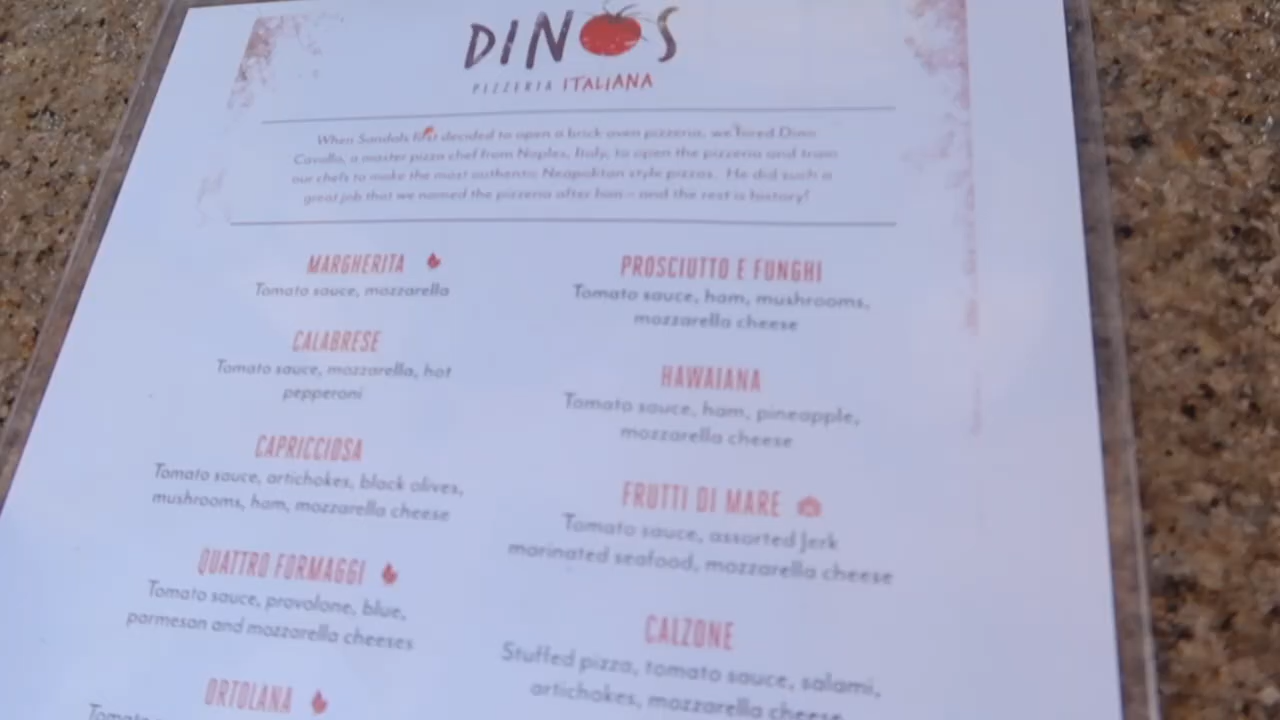 DINOS
PIZZERIA ITALIANA
When Sandals first decided to open a brick oven pizzeria, we hired Dino
Cavallo, a master pizza chef from Naples, Italy, to open the pizzeria and train
our chefs to make the most authentic Neapolitan style pizzas. He did such a
great job that we named the pizzeria after him - and the rest is history!
MARGHERITA
Tomato sauce, mozzarella
CALABRESE
Tomato sauce, mozzarella, hot
pepperoni
CAPRICCIOSA
Tomato sauce, artichokes, black olives,
mushrooms, ham, mozzarella cheese
QUATTRO FORMAGGI
Tomato sauce, provolone, blue,
parmesan and mozzarella cheeses
ORTOLANA
PROSCIUTTO E FUNGHI
Tomato sauce, ham, mushrooms,
mozzarella cheese
HAWAIANA
Tomato sauce, ham, pineapple,
mozzarella cheese
FRUTTI DI MARE
Tomato sauce, assorted Jerk
marinated seafood, mozzarella cheese
CALZONE
Stuffed pizza, tomato sauce, salami,
artichokes, mozzarella cheese